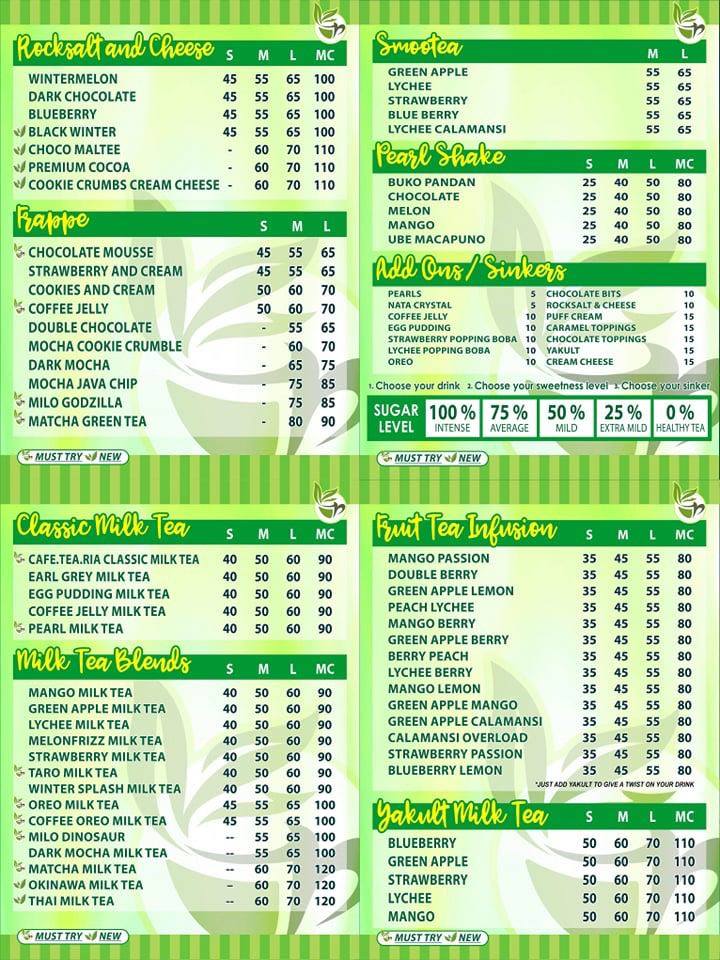 Rocksalt and Cheese S M L MC
WINTERMELON 45 55 65 100
DARK CHOCOLATE 45 55 65 100
BLUEBERRY 45 55 65 100
BLACK WINTER 45 55 65 100
CHOCO MALTEE - 60 70 110
PREMIUM COCOA - 60 70 110
COOKIE CRUMBS CREAM CHEESE - 60 70 110
Frappe S M L
CHOCOLATE MOUSSE 45 55 65
STRAWBERRY AND CREAM 45 55 65
COOKIES AND CREAM 50 60 70
COFFEE JELLY 50 60 70
DOUBLE CHOCOLATE - 55 65
MOCHA COOKIE CRUMBLE - 60 70
DARK MOCHA - 65 75
MOCHA JAVA CHIP - 75 85
MILO GODZILLA - 75 85
MATCHA GREEN TEA - 80 90
MUST TRY NEW
Smootea M L
GREEN APPLE 55 65
LYCHEE 55 65
STRAWBERRY 55 65
BLUE BERRY 55 65
LYCHEE CALAMANSI 55 65
Pearl Shake S M L MC
BUKO PANDAN 25 40 50 80
CHOCOLATE 25 40 50 80
MELON 25 40 50 80
MANGO 25 40 50 80
UBE MACAPUNO 25 40 50 80
Add Ons / Sinkers
PEARLS 5 CHOCOLATE BITS 10
NATA CRYSTAL 5 ROCKSALT & CHEESE 10
COFFEE JELLY 10 PUFF CREAM 15
EGG PUDDING 10 CARAMEL TOPPINGS 15
STRAWBERRY POPPING BOBA 10 CHOCOLATE TOPPINGS 15
LYCHEE POPPING BOBA 10 YAKULT 15
OREO 10 CREAM CHEESE 15
1. Choose your drink 2. Choose your sweetness level 3. Choose your sinker
SUGAR LEVEL 100 % INTENSE 75 % AVERAGE 50 % MILD 25 % EXTRA MILD 0 % HEALTHY TEA
MUST TRY NEW
Classic Milk Tea S M L MC
CAFE.TEA.RIA CLASSIC MILK TEA 40 50 60 90
EARL GREY MILK TEA 40 50 60 90
EGG PUDDING MILK TEA 40 50 60 90
COFFEE JELLY MILK TEA 40 50 60 90
PEARL MILK TEA 40 50 60 90
Milk Tea Blends S M L MC
MANGO MILK TEA 40 50 60 90
GREEN APPLE MILK TEA 40 50 60 90
LYCHEE MILK TEA 40 50 60 90
MELONFRIZZ MILK TEA 40 50 60 90
STRAWBERRY MILK TEA 40 50 60 90
TARO MILK TEA 40 50 60 90
WINTER SPLASH MILK TEA 40 50 60 90
OREO MILK TEA 45 55 65 100
COFFEE OREO MILK TEA 45 55 65 100
MILO DINOSAUR -- 55 65 100
DARK MOCHA MILK TEA -- 55 65 100
MATCHA MILK TEA -- 60 70 120
OKINAWA MILK TEA – 60 70 120
THAI MILK TEA -- 60 70 120
MUST TRY NEW
Fruit Tea Infusion S M L MC
MANGO PASSION 35 45 55 80
DOUBLE BERRY 35 45 55 80
GREEN APPLE LEMON 35 45 55 80
PEACH LYCHEE 35 45 55 80
MANGO BERRY 35 45 55 80
GREEN APPLE BERRY 35 45 55 80
BERRY PEACH 35 45 55 80
LYCHEE BERRY 35 45 55 80
MANGO LEMON 35 45 55 80
GREEN APPLE MANGO 35 45 55 80
GREEN APPLE CALAMANSI 35 45 55 80
CALAMANSI OVERLOAD 35 45 55 80
STRAWBERRY PASSION 35 45 55 80
BLUEBERRY LEMON 35 45 55 80
*JUST ADD YAKULT TO GIVE A TWIST ON YOUR DRINK
Yakult Milk Tea S M L MC
BLUEBERRY 50 60 70 110
GREEN APPLE 50 60 70 110
STRAWBERRY 50 60 70 110
LYCHEE 50 60 70 110
MANGO 50 60 70 110
MUST TRY NEW